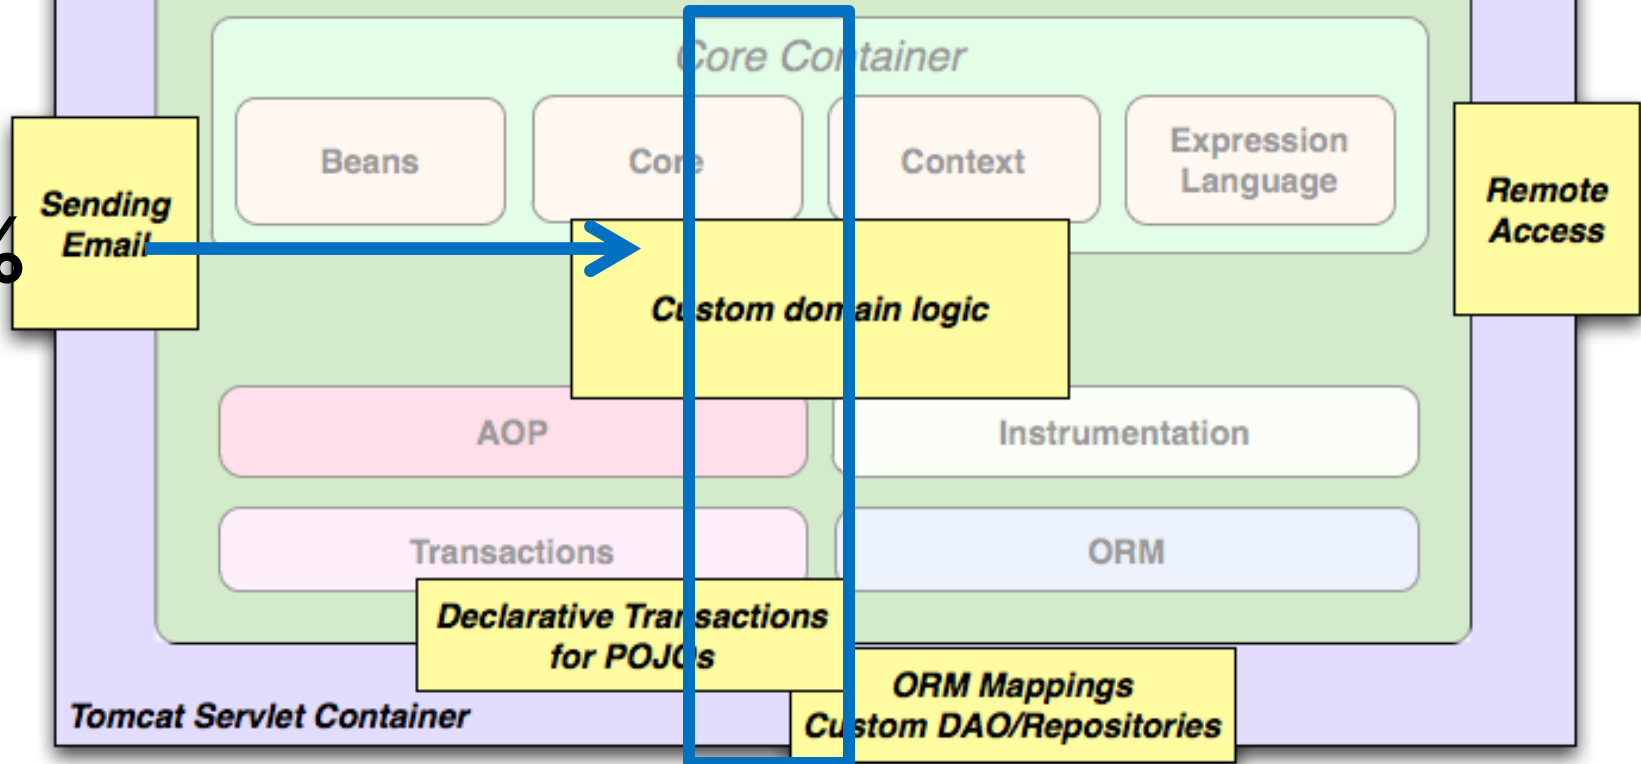 Core Container
Beans
Core
Context
Expression
Language
Sending
Email
Remote
Access
%
Custom domain logic
AOP
Instrumentation
Transactions
ORM
Declarative Transactions
for POJOs
ORM Mappings
Custom DAO/Repositories
Tomcat Servlet Container